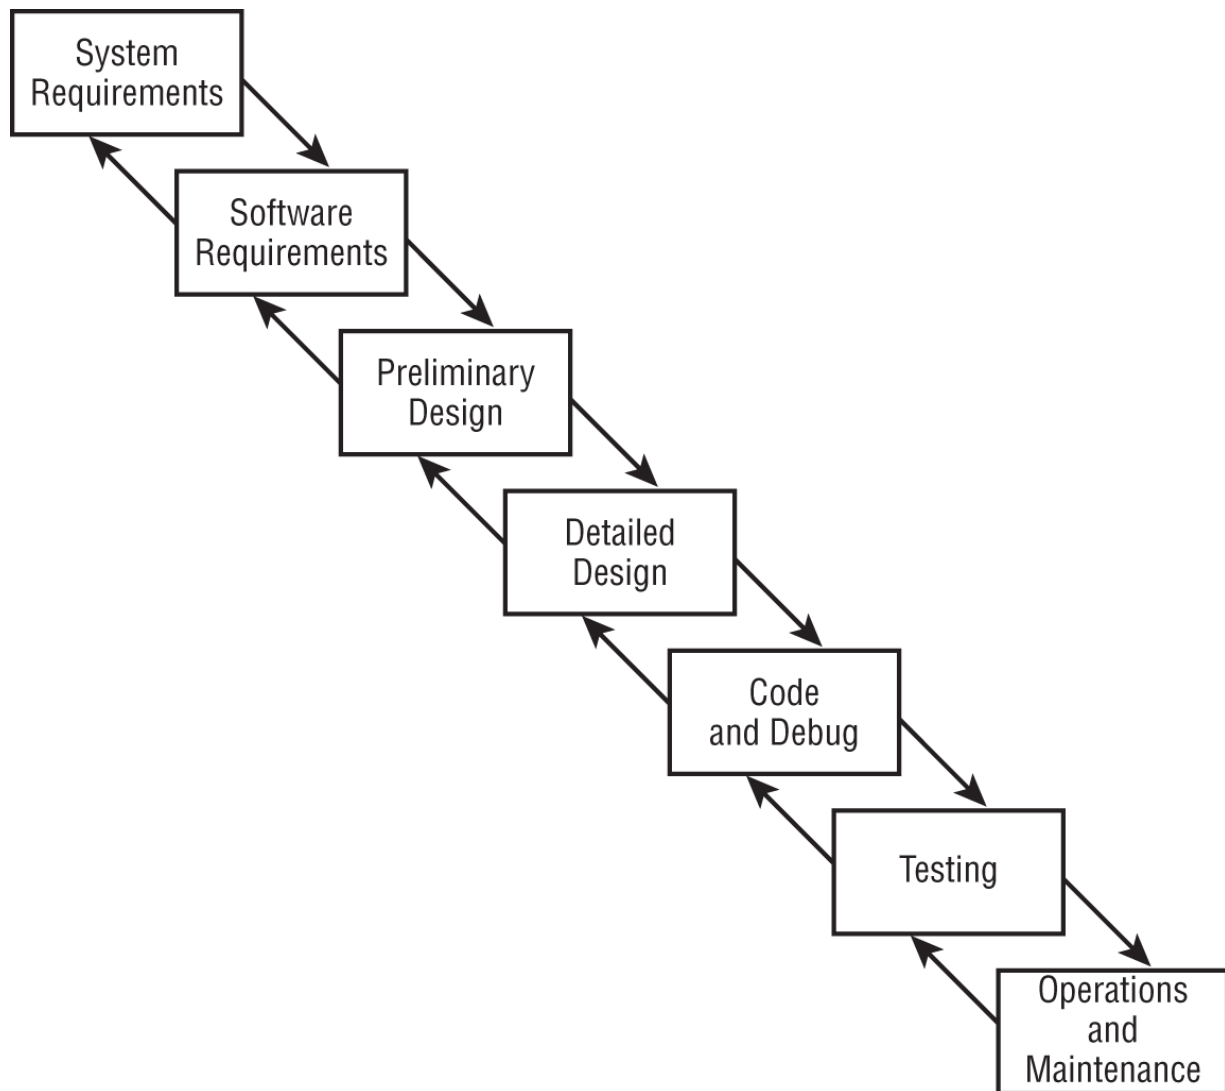 System
Requirements
Software
Requirements
Preliminary
Design
Detailed
Design
Code
and Debug
Testing
Operations
and
Maintenance